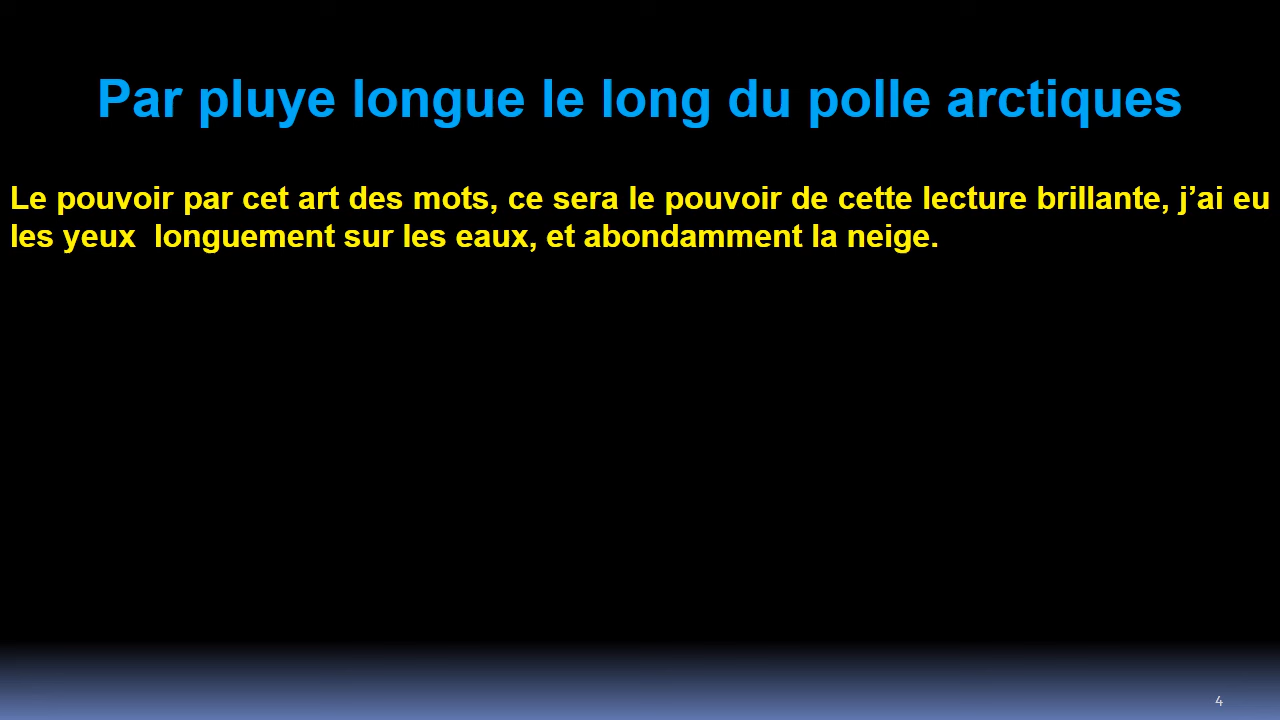 Par pluye longue le long du polle arctiques
Le pouvoir par cet art des mots, ce sera le pouvoir de cette lecture brillante, j’ai eu
les yeux  longuement sur les eaux, et abondamment la neige.
4